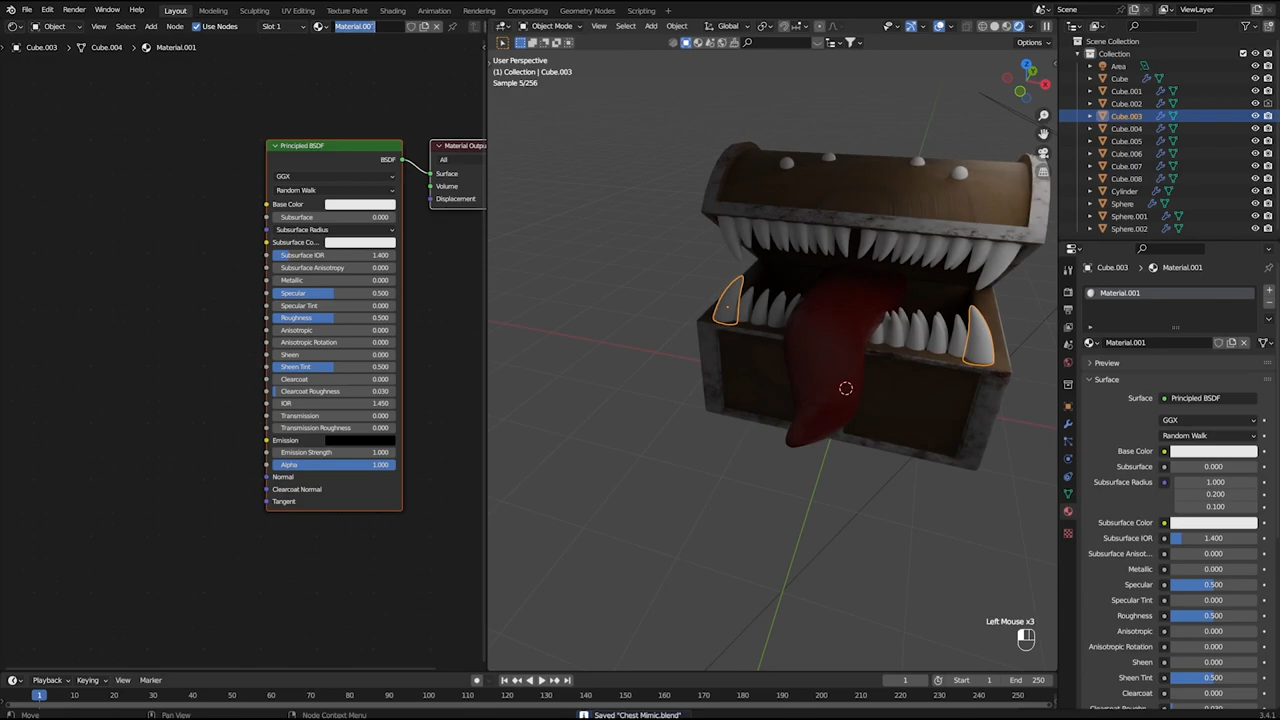 File Edit Render Window Help Layout Modeling Sculpting UV Editing Texture Paint Shading Animation Rendering Compositing Geometry Nodes Scripting Scene ViewLayer
Object View Select Add Node Use Nodes Slot 1 Material.00
Object Mode View Select Add Object Global
Options
Cube.003 Cube.004 Material.001
User Perspective
(1) Collection | Cube.003
Sample 5/256
Principled BSDF
BSDF
GGX
Random Walk
Base Color
Subsurface 0.000
Subsurface Radius
Subsurface Co...
Subsurface IOR 1.400
Subsurface Anisotropy 0.000
Metallic 0.000
Specular 0.500
Specular Tint 0.000
Roughness 0.500
Anisotropic 0.000
Anisotropic Rotation 0.000
Sheen 0.000
Sheen Tint 0.500
Clearcoat 0.000
Clearcoat Roughness 0.030
IOR 1.450
Transmission 0.000
Transmission Roughness 0.000
Emission
Emission Strength 1.000
Alpha 1.000
Normal
Clearcoat Normal
Tangent
Material Outpu
All
Surface
Volume
Displacement
Left Mouse x3
Scene Collection
Collection
Area
Cube
Cube.001
Cube.002
Cube.003
Cube.004
Cube.005
Cube.006
Cube.007
Cube.008
Cylinder
Sphere
Sphere.001
Sphere.002
Cube.003 Material.001
Material.001
Material.001
Preview
Surface
Surface Principled BSDF
GGX
Random Walk
Base Color
Subsurface 0.000
Subsurface Radius 1.000
0.200
0.100
Subsurface Color
Subsurface IOR 1.400
Subsurface Anisot... 0.000
Metallic 0.000
Specular 0.500
Specular Tint 0.000
Roughness 0.500
Anisotropic 0.000
Anisotropic Rotation 0.000
Sheen 0.000
Sheen Tint 0.500
Clearcoat 0.000
Playback Keying View Marker 1 Start 1 End 250
1 10 20 30 40 50 60 70 80 90 100 110 120 130 140 150 160 170 180 190 200 210 220 230 240 250
Move Pan View Node Context Menu Saved "Chest Mimic.blend" 3.4.1